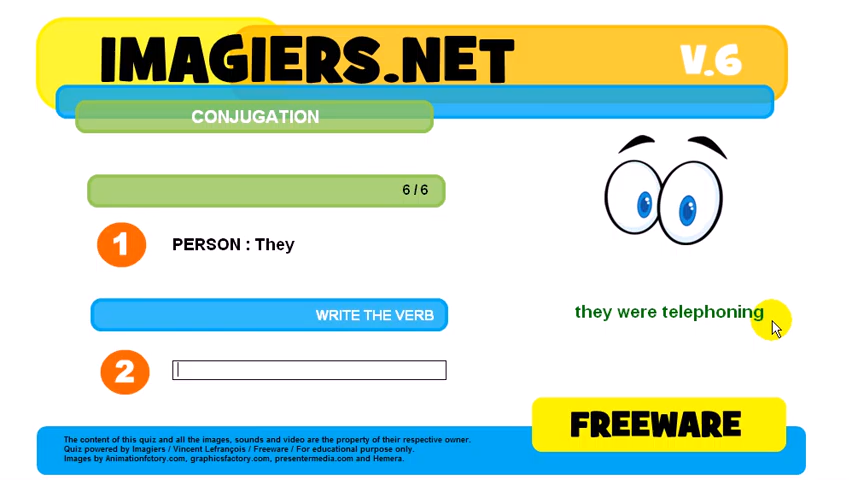 IMAGIERS.NET
V.6
CONJUGATION
6 / 6
1
PERSON : They
they were telephoning
WRITE THE VERB
2
FREEWARE
The content of this quiz and all the images, sounds and video are the property of their respective owner.
Quiz powered by Imagiers / Vincent Lefrançois / Freeware / For educational purpose only.
Images by Animationfctory.com, graphicsfactory.com, presentermedia.com and Hemera.